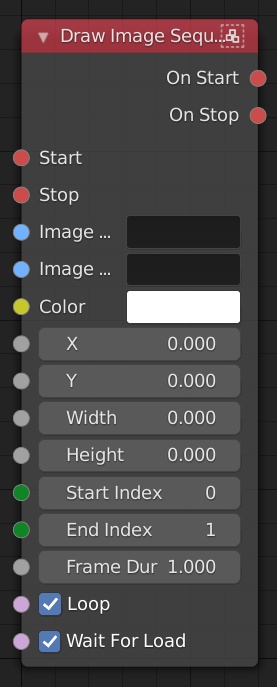 Draw Image Sequ...
On Start
On Stop
Start
Stop
Image ...
Image ...
Color
X 0.000
Y 0.000
Width 0.000
Height 0.000
Start Index 0
End Index 1
Frame Dur 1.000
Loop
Wait For Load